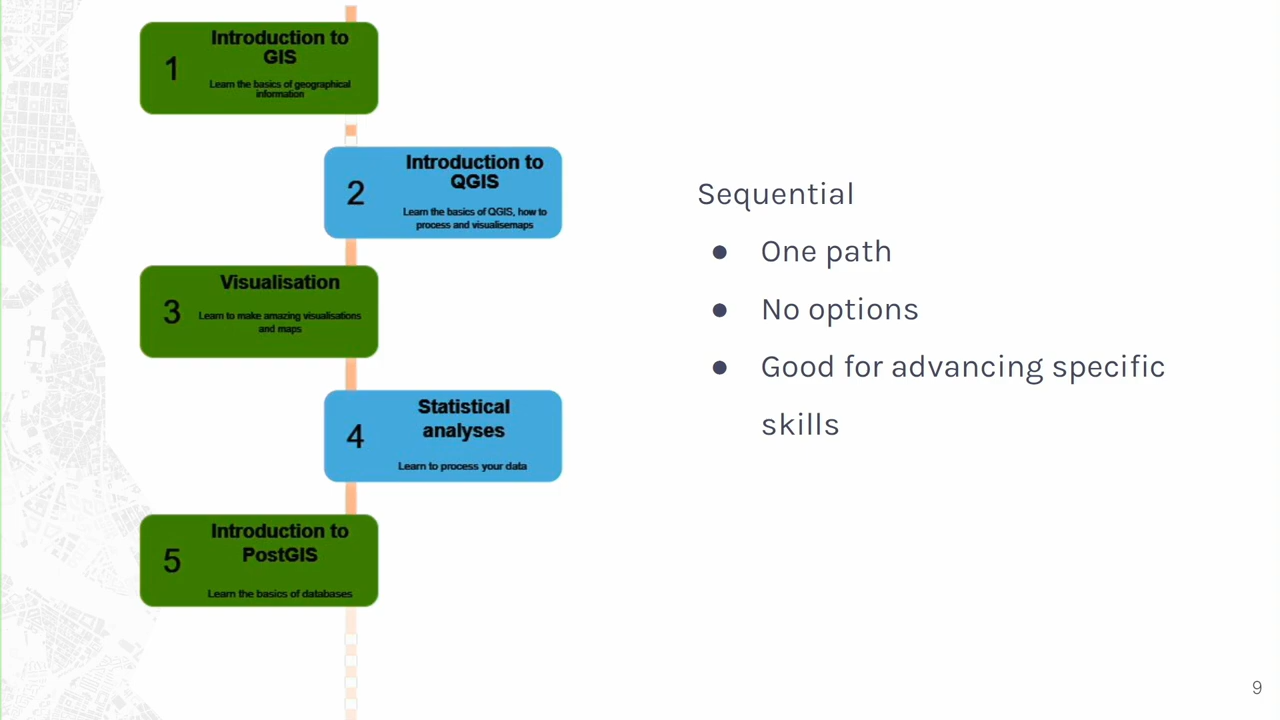 1
Introduction to
GIS
Learn the basics of geographical
information
2
Introduction to
QGIS
Learn the basics of QGIS, how to
process and visualisemaps
3
Visualisation
Learn to make amazing visualisations
and maps
4
Statistical
analyses
Learn to process your data
5
Introduction to
PostGIS
Learn the basics of databases
Sequential
● One path
● No options
● Good for advancing specific
skills
9